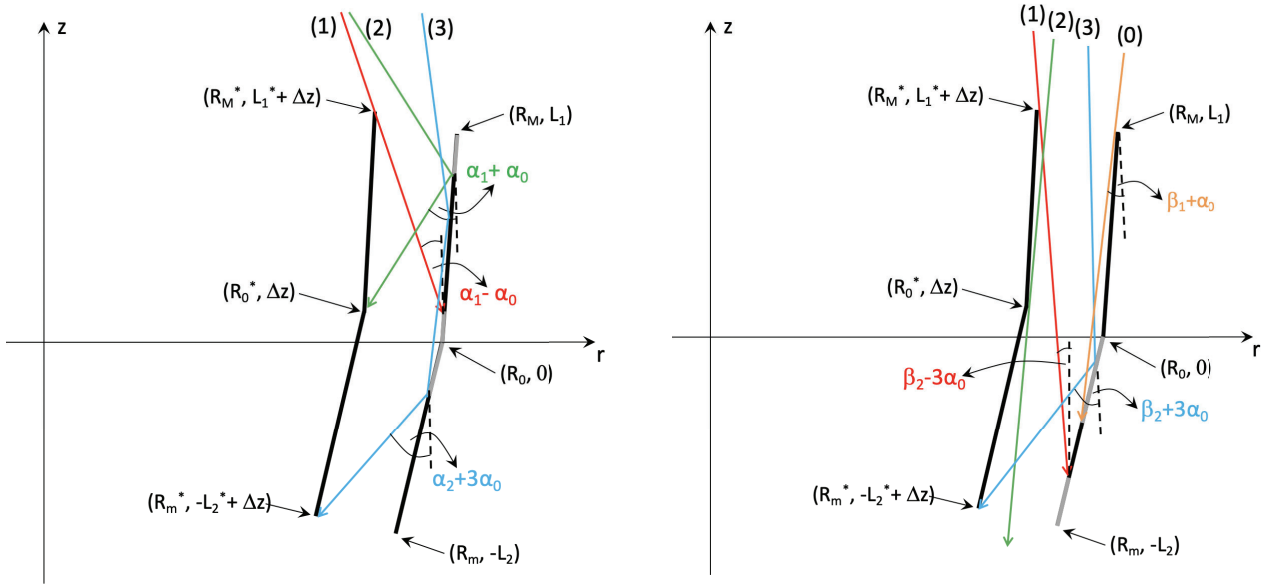 z
(1)
(2)
(3)
(R_M^*, L_1^*+ Δz)
(R_M, L_1)
α_1+ α_0
(R_0^*, Δz)
α_1- α_0
r
(R_0, 0)
α_2+3α_0
(R_m^*, -L_2^*+ Δz)
(R_m, -L_2)
z
(1)
(2)
(3)
(0)
(R_M^*, L_1^*+ Δz)
(R_M, L_1)
β_1+α_0
(R_0^*, Δz)
r
(R_0, 0)
β_2-3α_0
β_2+3α_0
(R_m^*, -L_2^*+ Δz)
(R_m, -L_2)